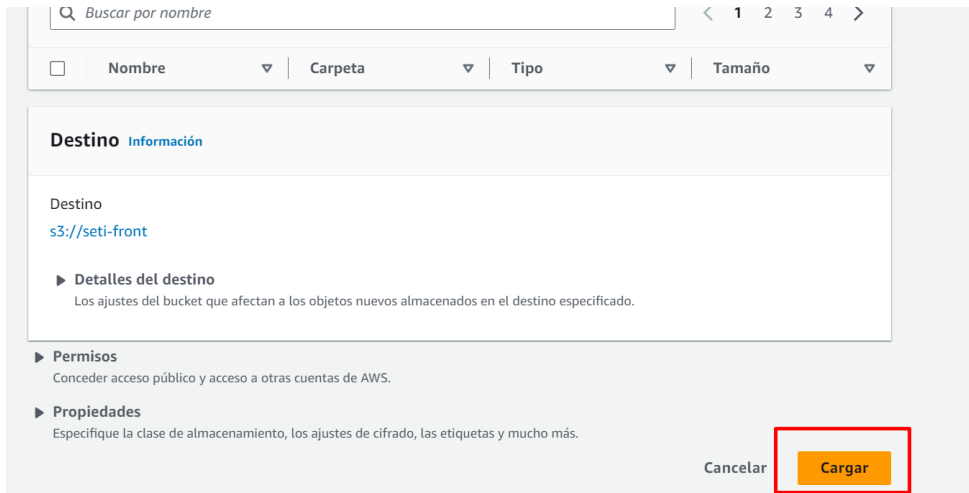 Buscar por nombre
1 2 3 4
Nombre Carpeta Tipo Tamaño
Destino Información
Destino
s3://seti-front
Detalles del destino
Los ajustes del bucket que afectan a los objetos nuevos almacenados en el destino especificado.
Permisos
Conceder acceso público y acceso a otras cuentas de AWS.
Propiedades
Especifique la clase de almacenamiento, los ajustes de cifrado, las etiquetas y mucho más.
Cancelar Cargar